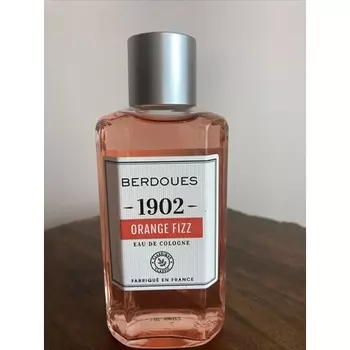 BERDOUES
- 1902 -
ORANGE FIZZ
EAU DE COLOGNE
FABRIQUÉ EN FRANCE